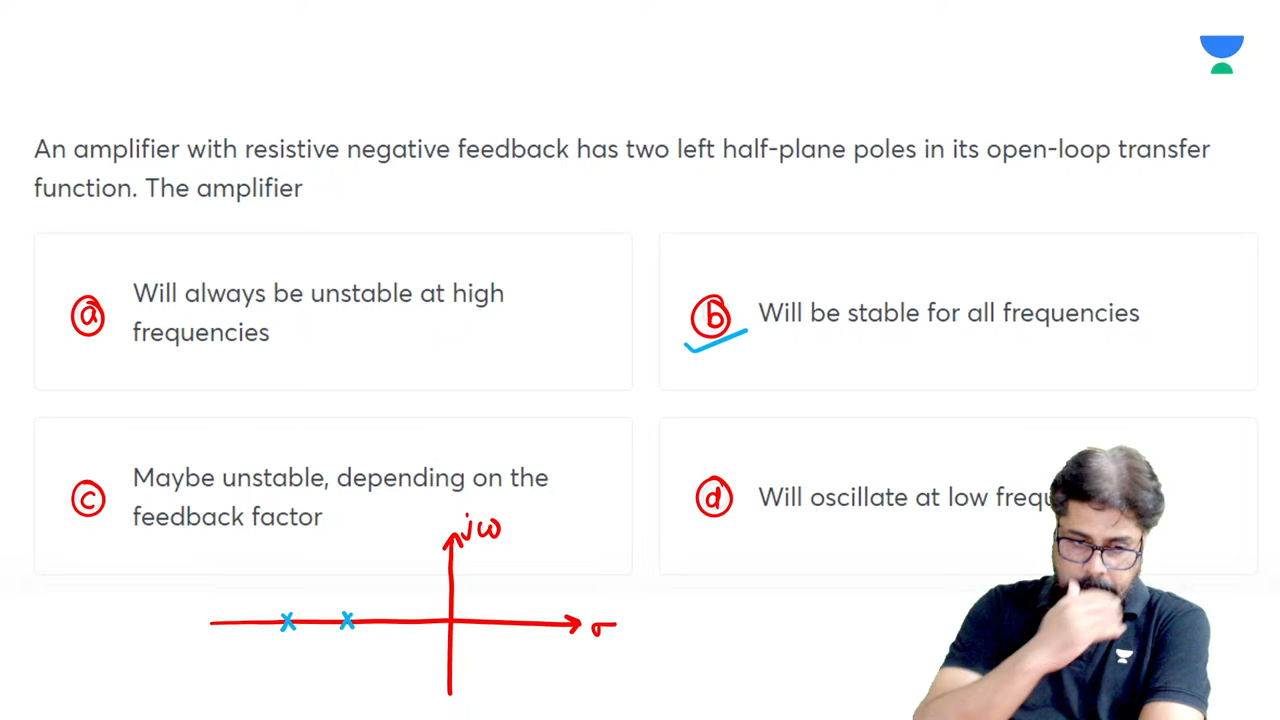 An amplifier with resistive negative feedback has two left half-plane poles in its open-loop transfer
function. The amplifier
a
Will always be unstable at high
frequencies
b
Will be stable for all frequencies
c
Maybe unstable, depending on the
feedback factor
d
Will oscillate at low
jω
σ